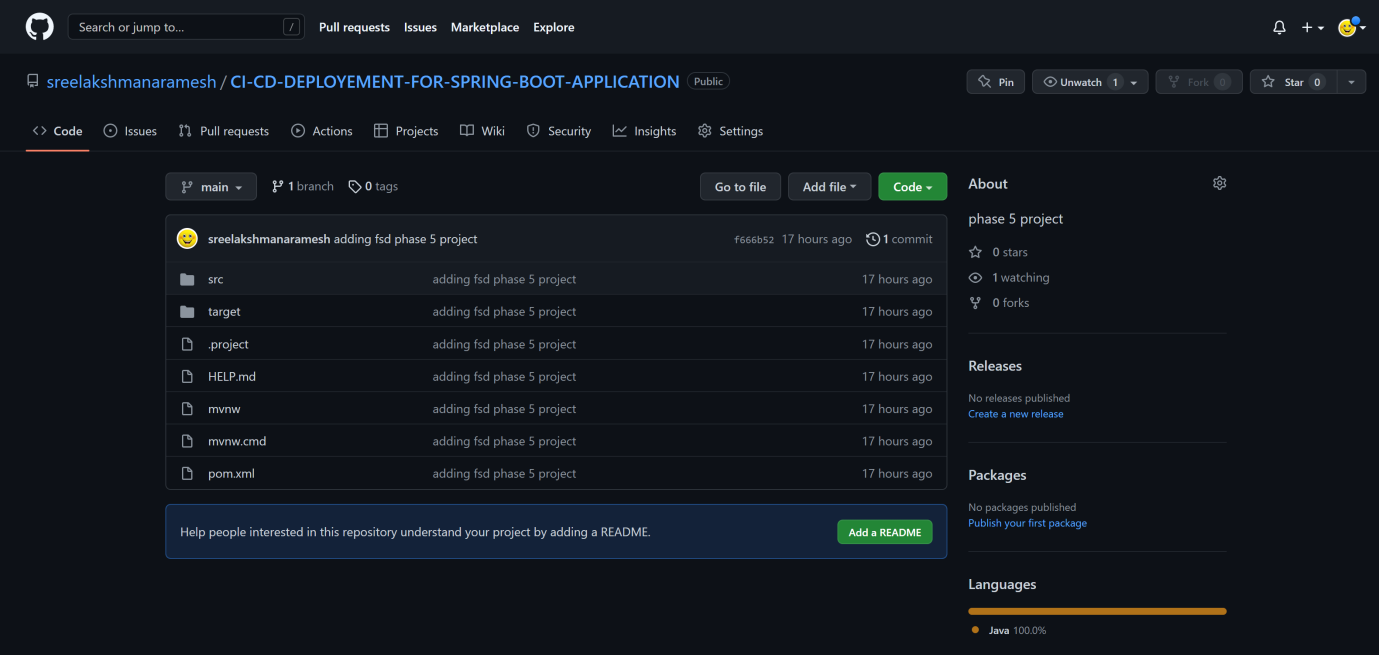 Search or jump to... / Pull requests Issues Marketplace Explore
sreelakshmanaramesh / CI-CD-DEPLOYEMENT-FOR-SPRING-BOOT-APPLICATION Public Pin Unwatch 1 Fork 0 Star 0
Code Issues Pull requests Actions Projects Wiki Security Insights Settings
main 1 branch 0 tags Go to file Add file Code
sreelakshmanaramesh adding fsd phase 5 project f666b52 17 hours ago 1 commit
src adding fsd phase 5 project 17 hours ago
target adding fsd phase 5 project 17 hours ago
.project adding fsd phase 5 project 17 hours ago
HELP.md adding fsd phase 5 project 17 hours ago
mvnw adding fsd phase 5 project 17 hours ago
mvnw.cmd adding fsd phase 5 project 17 hours ago
pom.xml adding fsd phase 5 project 17 hours ago
Help people interested in this repository understand your project by adding a README. Add a README
About
phase 5 project
0 stars
1 watching
0 forks
Releases
No releases published
Create a new release
Packages
No packages published
Publish your first package
Languages
Java 100.0%